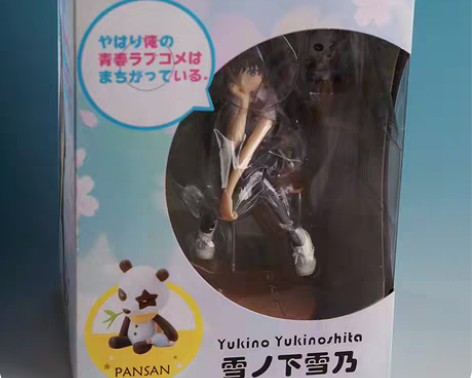 やはり俺の
青春ラブコメは
まちがっている。
Yukino Yukinoshita
雪ノ下雪乃
PANSAN